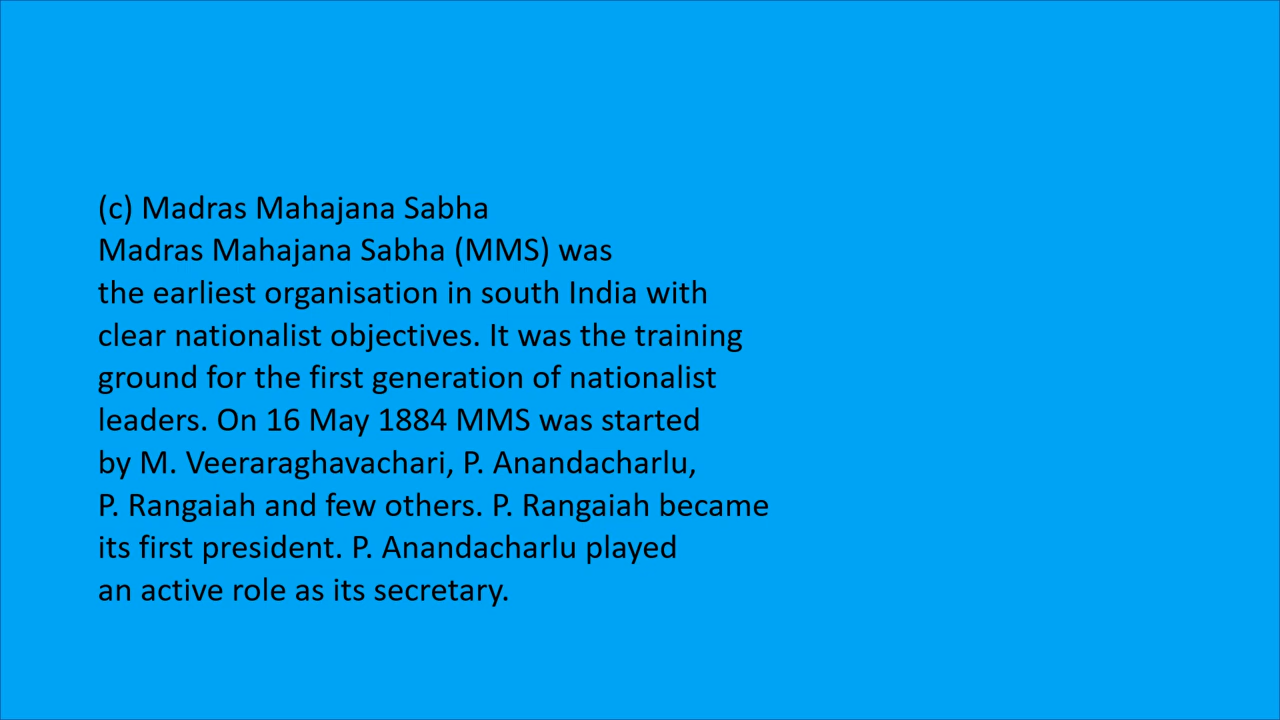 (c) Madras Mahajana Sabha
Madras Mahajana Sabha (MMS) was
the earliest organisation in south India with
clear nationalist objectives. It was the training
ground for the first generation of nationalist
leaders. On 16 May 1884 MMS was started
by M. Veeraraghavachari, P. Anandacharlu,
P. Rangaiah and few others. P. Rangaiah became
its first president. P. Anandacharlu played
an active role as its secretary.